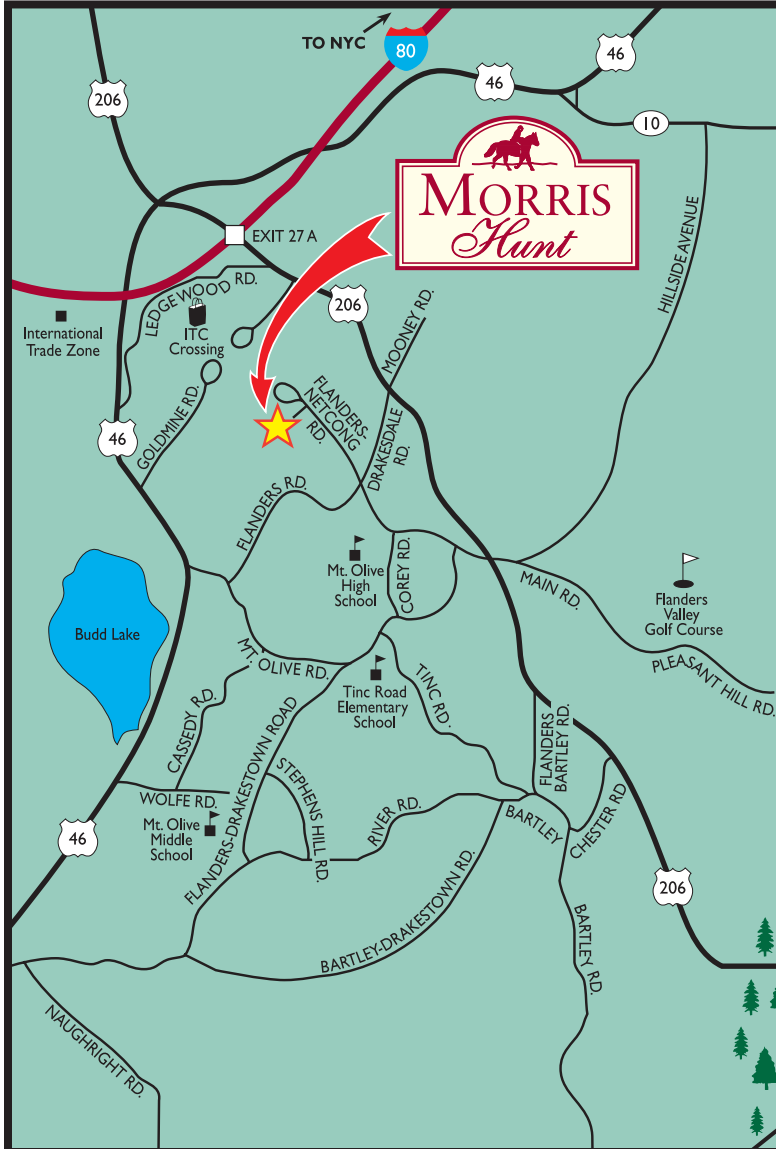 TO NYC
80
46
46
206
10
MORRIS
Hunt
EXIT 27 A
HILLSIDE AVENUE
LEDGEWOOD RD.
206
MOONEY RD.
International
Trade Zone
ITC
Crossing
FLANDERS-
NETCONG
RD.
GOLDMINE RD.
DRAKESDALE
RD.
46
FLANDERS RD.
Mt. Olive
High
School
COREY RD.
MAIN RD.
Flanders
Valley
Golf Course
Budd Lake
MT. OLIVE RD.
PLEASANT HILL RD.
Tinc Road
Elementary
School
TINC RD.
CASSEDY RD.
FLANDERS-DRAKESTOWN ROAD
FLANDERS
BARTLEY RD.
STEPHENS HILL RD.
WOLFE RD.
RIVER RD.
BARTLEY
CHESTER RD
Mt. Olive
Middle
School
46
206
BARTLEY-DRAKESTOWN RD.
BARTLEY RD.
NAUGHRIGHT RD.